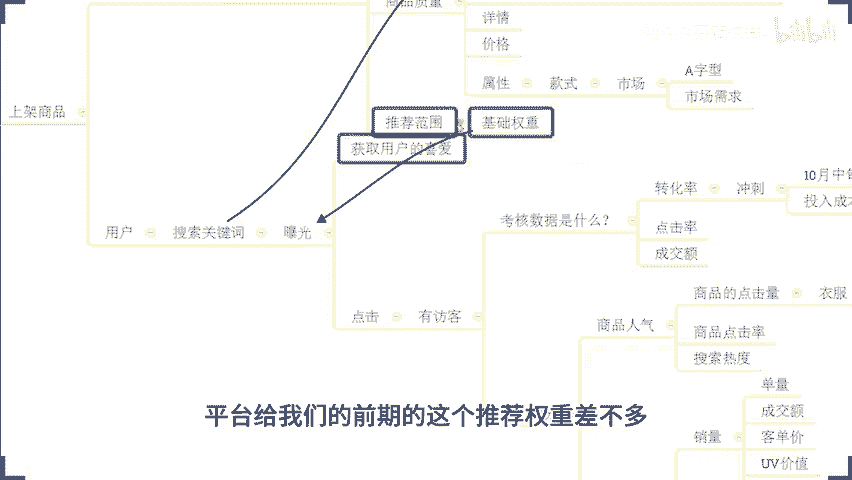 商品质量
详情
价格
属性 款式 市场 A字型
市场需求
上架商品
推荐范围 基础权重
获取用户的喜爱
用户 搜索关键词 曝光
考核数据是什么？
转化率 冲刺 10月中旬
投入成本
点击率
成交额
点击 有访客
商品人气
商品的点击量 衣服
商品点击率
搜索热度
销量
单量
成交额
客单价
UV价值
平台给我们的前期的这个推荐权重差不多
bilibili